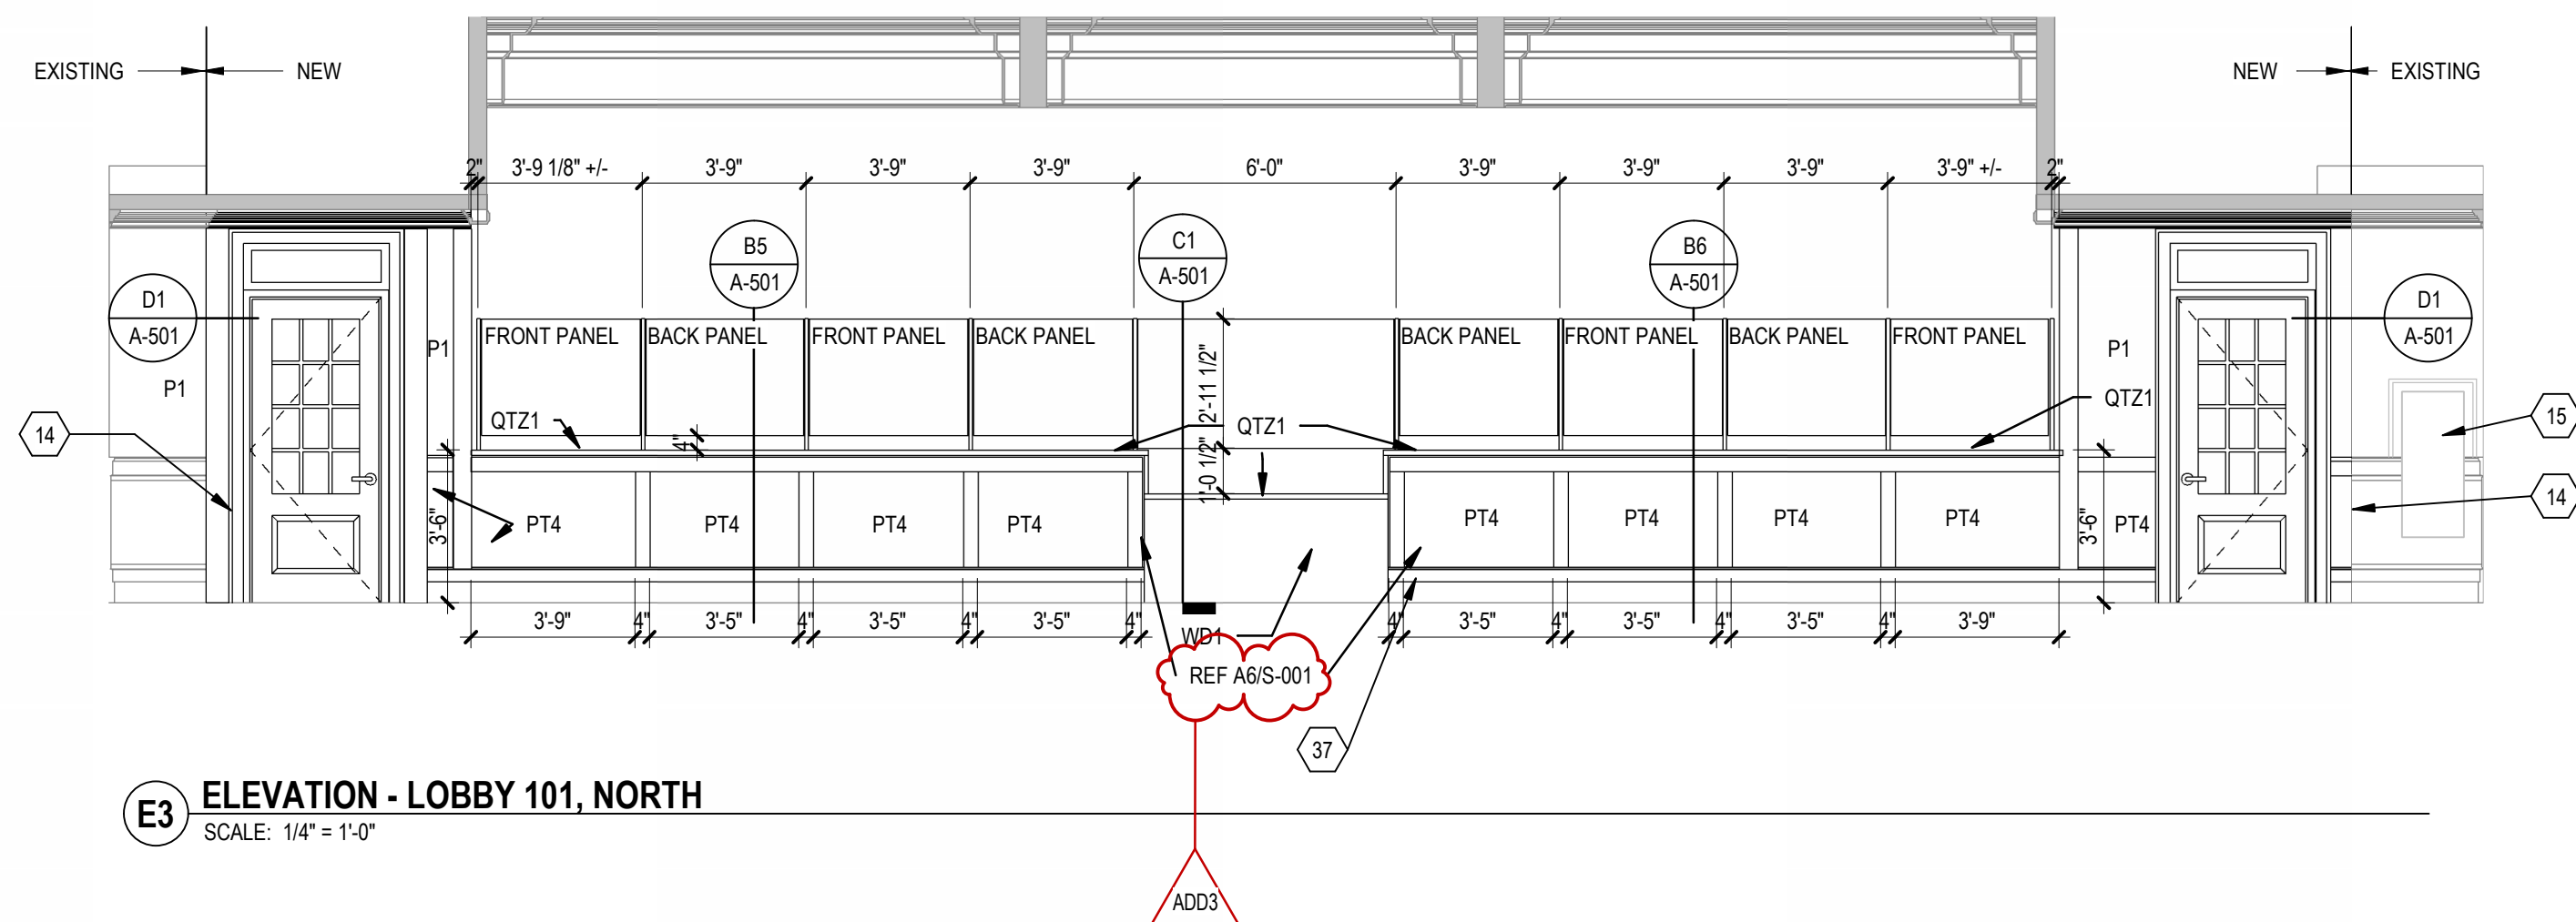 EXISTING NEW NEW EXISTING
2" 3'-9 1/8" +/- 3'-9" 3'-9" 3'-9" 6'-0" 3'-9" 3'-9" 3'-9" 3'-9" +/- 2"
B5
A-501
C1
A-501
B6
A-501
D1
A-501
D1
A-501
FRONT PANEL BACK PANEL FRONT PANEL BACK PANEL BACK PANEL FRONT PANEL BACK PANEL FRONT PANEL
P1 P1 P1
2'-11 1/2"
1'-0 1/2"
4"
QTZ1 QTZ1 QTZ1
14 15
14
3'-6" PT4 PT4 PT4 PT4 PT4 PT4 PT4 PT4 3'-6" PT4
3'-9" 4" 3'-5" 4" 3'-5" 4" 3'-5" 4" 4" 3'-5" 4" 3'-5" 4" 3'-5" 4" 3'-9"
WD1
REF A6/S-001
37
E3 ELEVATION - LOBBY 101, NORTH
SCALE: 1/4" = 1'-0"
ADD3